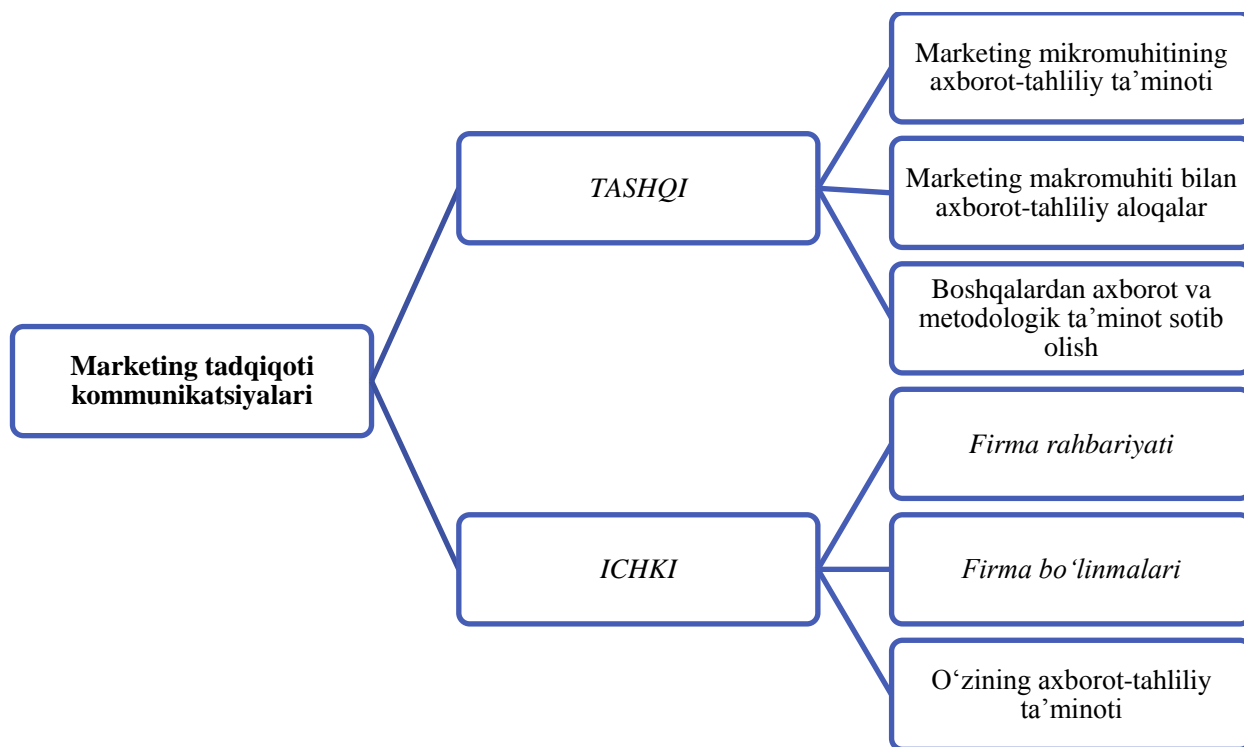 Marketing mikromuhitining
axborot-tahliliy ta’minoti
TASHQI
Marketing makromuhiti bilan
axborot-tahliliy aloqalar
Boshqalardan axborot va
metodologik ta’minot sotib
olish
Marketing tadqiqoti
kommunikatsiyalari
Firma rahbariyati
ICHKI
Firma bo‘linmalari
O‘zining axborot-tahliliy
ta’minoti